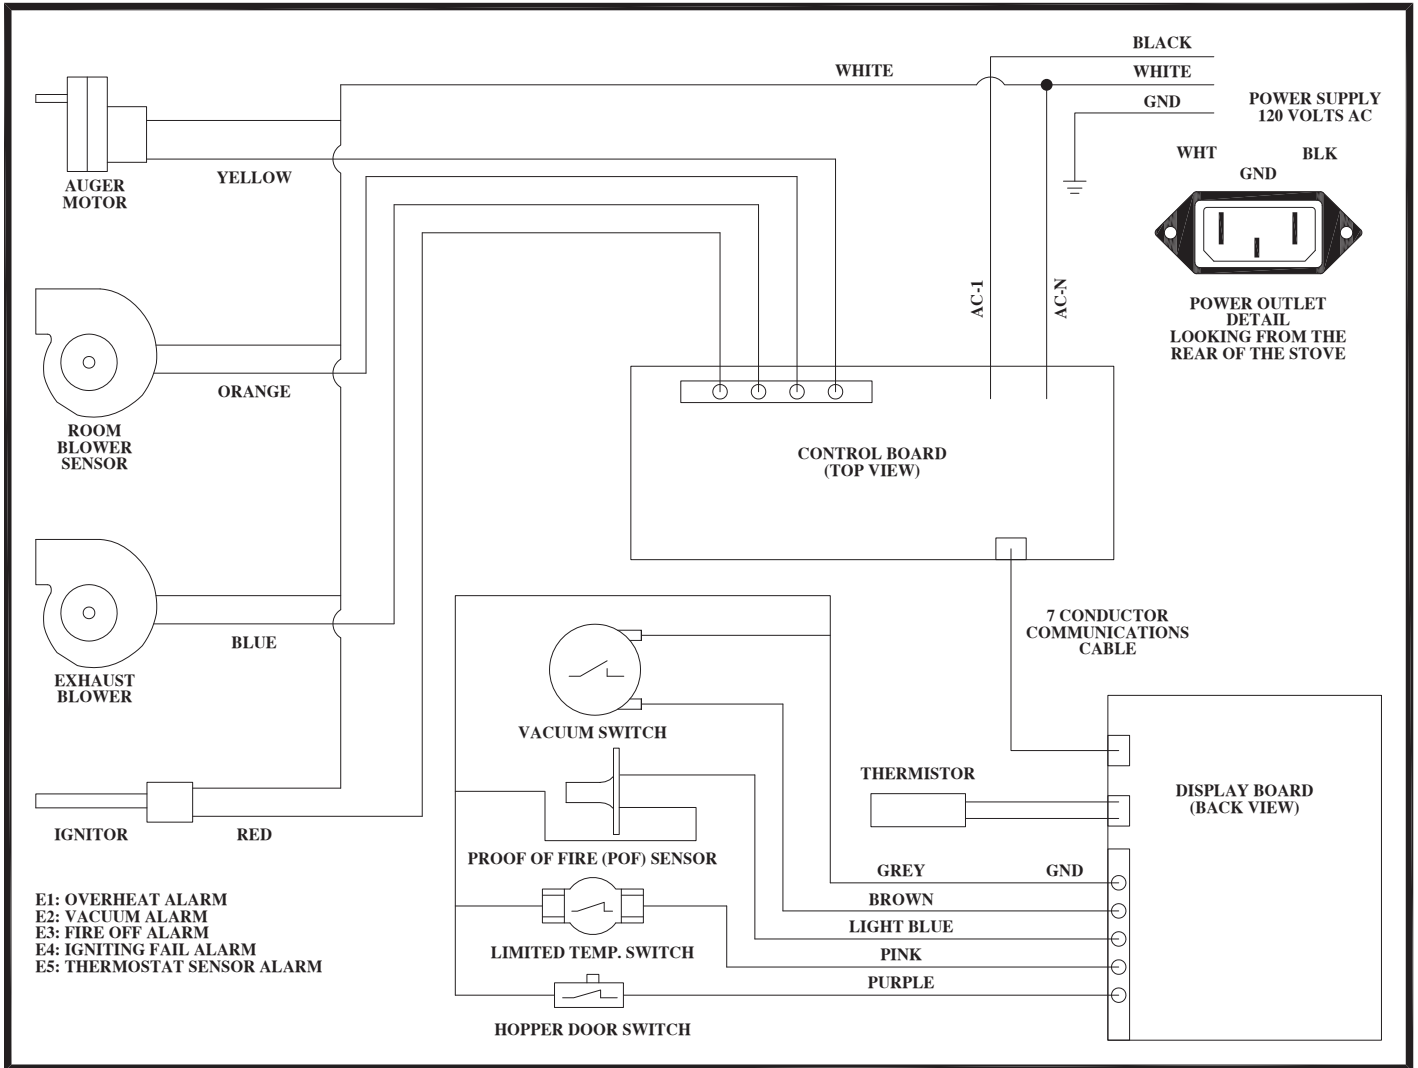 BLACK
WHITE
WHITE
GND
POWER SUPPLY
120 VOLTS AC
WHT
BLK
GND
POWER OUTLET
DETAIL
LOOKING FROM THE
REAR OF THE STOVE
AUGER
MOTOR
YELLOW
AC-1
AC-N
ROOM
BLOWER
SENSOR
ORANGE
CONTROL BOARD
(TOP VIEW)
EXHAUST
BLOWER
BLUE
7 CONDUCTOR
COMMUNICATIONS
CABLE
VACUUM SWITCH
IGNITOR
RED
THERMISTOR
DISPLAY BOARD
(BACK VIEW)
PROOF OF FIRE (POF) SENSOR
GREY
GND
BROWN
LIGHT BLUE
PINK
PURPLE
LIMITED TEMP. SWITCH
HOPPER DOOR SWITCH
E1: OVERHEAT ALARM
E2: VACUUM ALARM
E3: FIRE OFF ALARM
E4: IGNITING FAIL ALARM
E5: THERMOSTAT SENSOR ALARM